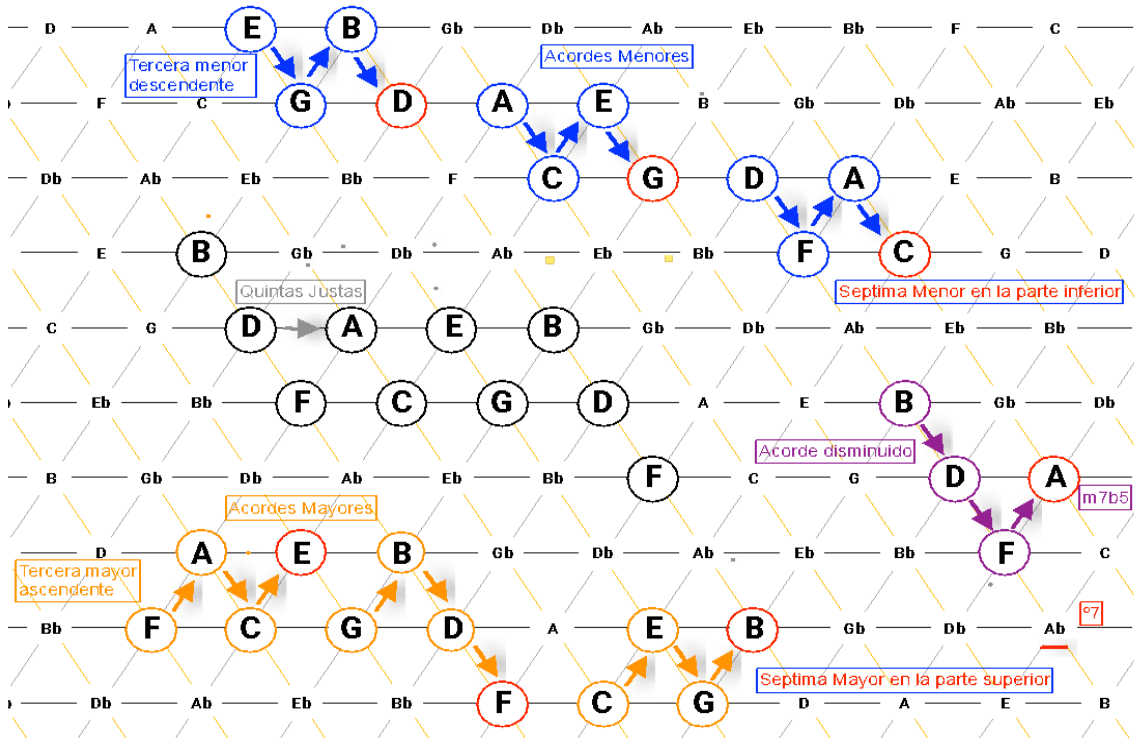 D A E B Gb Db Ab Eb Bb F C
Tercera menor
descendente
Acordes Menores
F C G D A E B Gb Db Ab Eb
Db Ab Eb Bb F C G D A E B
E B Gb Db Ab Eb Bb F C G D
Quintas Justas
Septima Menor en la parte inferior
C G D A E B Gb Db Ab Eb Bb
Eb Bb F C G D A E B Gb Db
Acorde disminuido
B Gb Db Ab Eb Bb F C G D A
m7b5
Acordes Mayores
D A E B Gb Db Ab Eb Bb F C
Tercera mayor
ascendente
Bb F C G D A E B Gb Db Ab
º7
Septima Mayor en la parte superior
Db Ab Eb Bb F C G D A E B